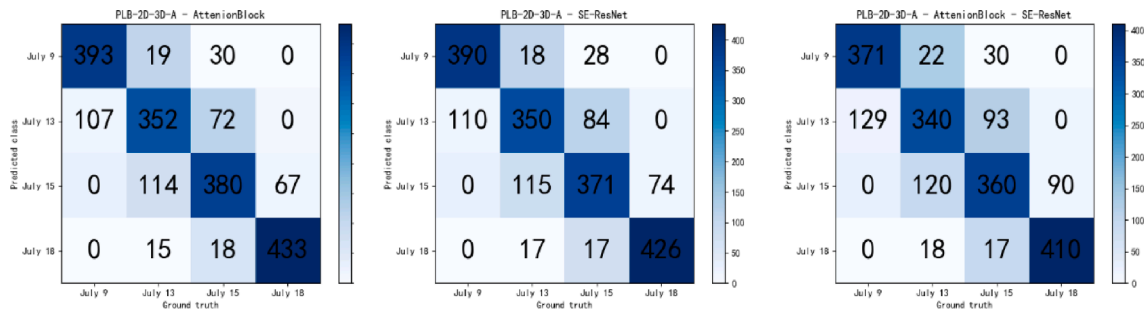 PLB-2D-3D-A - AttenionBlock
July 9
July 13
July 15
July 18
Predicted class
393 19 30 0
107 352 72 0
0 114 380 67
0 15 18 433
July 9 July 13 July 15 July 18
Ground truth
PLB-2D-3D-A - SE-ResNet
July 9
July 13
July 15
July 18
Predicted class
390 18 28 0
110 350 84 0
0 115 371 74
0 17 17 426
July 9 July 13 July 15 July 18
Ground truth
400
350
300
250
200
150
100
50
0
PLB-2D-3D-A - AttenionBlock - SE-ResNet
July 9
July 13
July 15
July 18
Predicted class
371 22 30 0
129 340 93 0
0 120 360 90
0 18 17 410
July 9 July 13 July 15 July 18
Ground truth
400
350
300
250
200
150
100
50
0